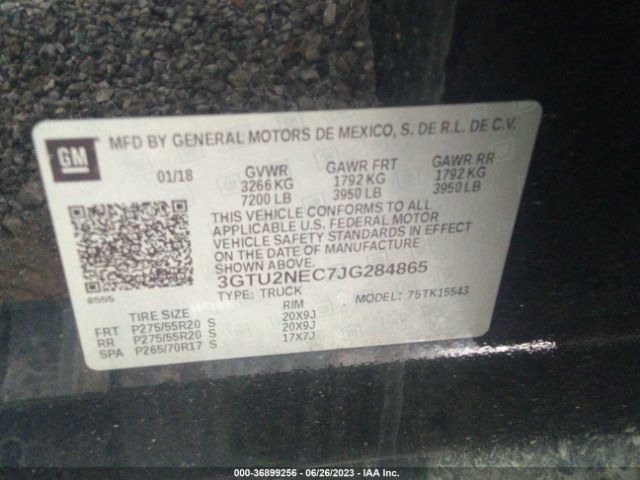 GM
MFD BY GENERAL MOTORS DE MEXICO, S. DE R.L. DE C.V.
01/18 GVWR GAWR FRT GAWR RR
3266 KG 1792 KG 1792 KG
7200 LB 3950 LB 3950 LB
THIS VEHICLE CONFORMS TO ALL
APPLICABLE U.S. FEDERAL MOTOR
VEHICLE SAFETY STANDARDS IN EFFECT
ON THE DATE OF MANUFACTURE
SHOWN ABOVE.
3GTU2NEC7JG284865
8555 TYPE: TRUCK MODEL: 75TK15543
TIRE SIZE RIM
FRT P275/55R20 S 20X9J
RR P275/55R20 S 20X9J
SPA P265/70R17 S 17X7J
000-36899256 - 06/26/2023 - IAA Inc.